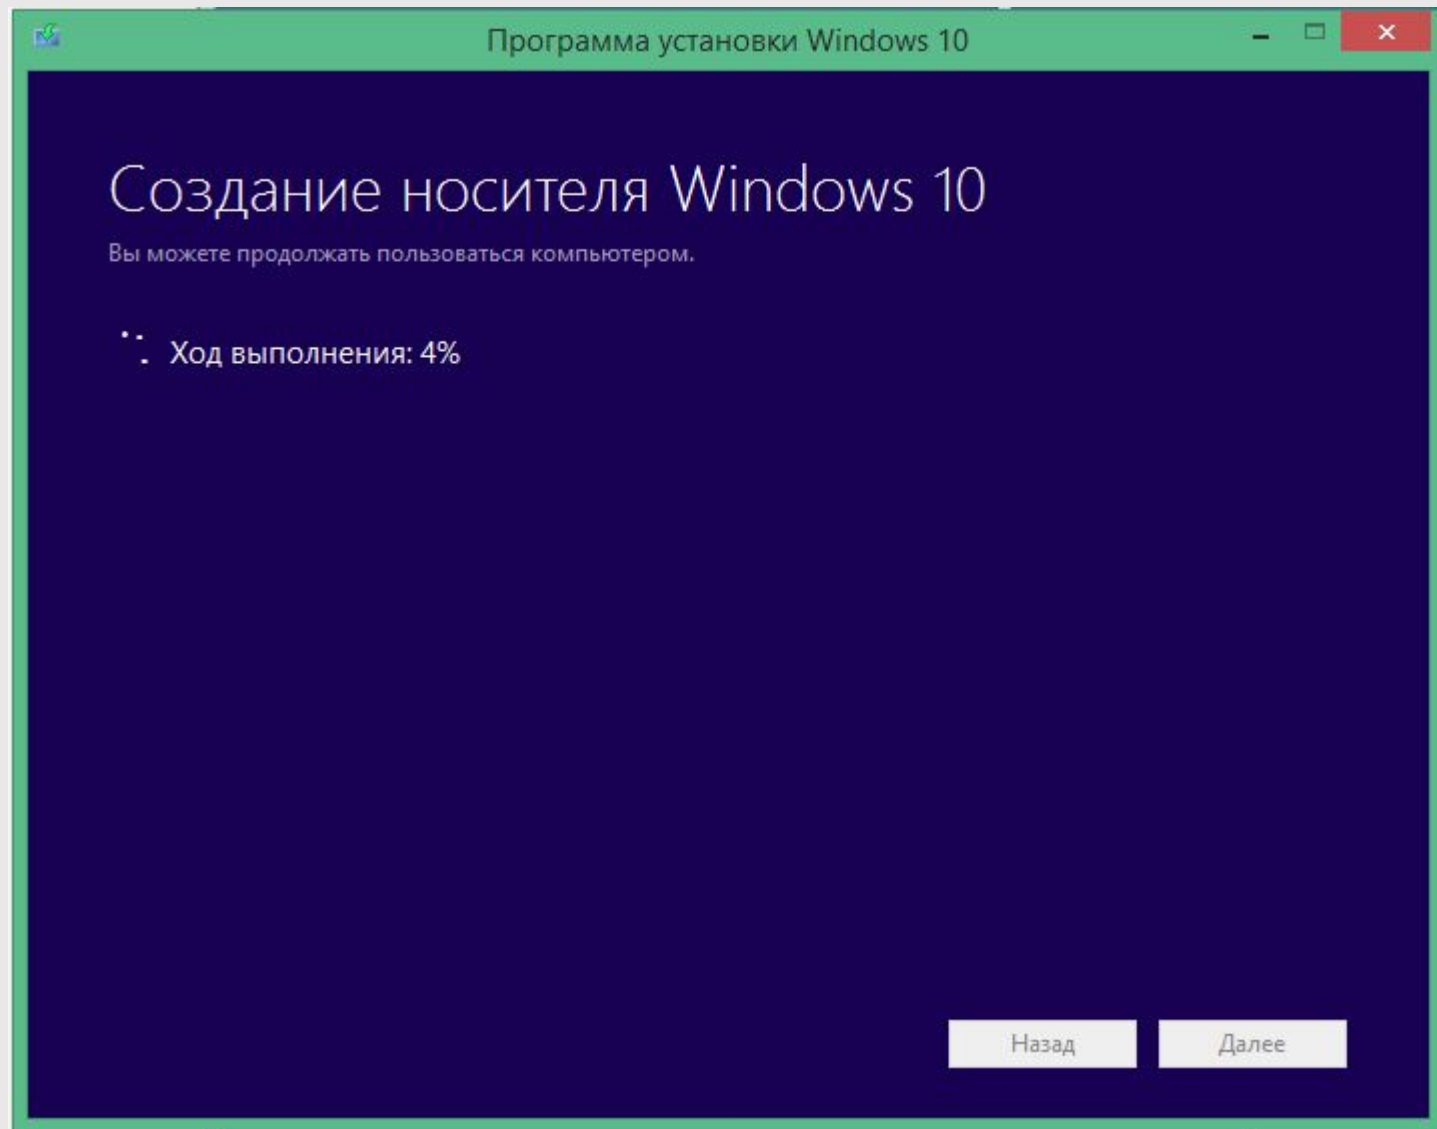 Программа установки Windows 10
Создание носителя Windows 10
Вы можете продолжать пользоваться компьютером.
Ход выполнения: 4%
Назад
Далее